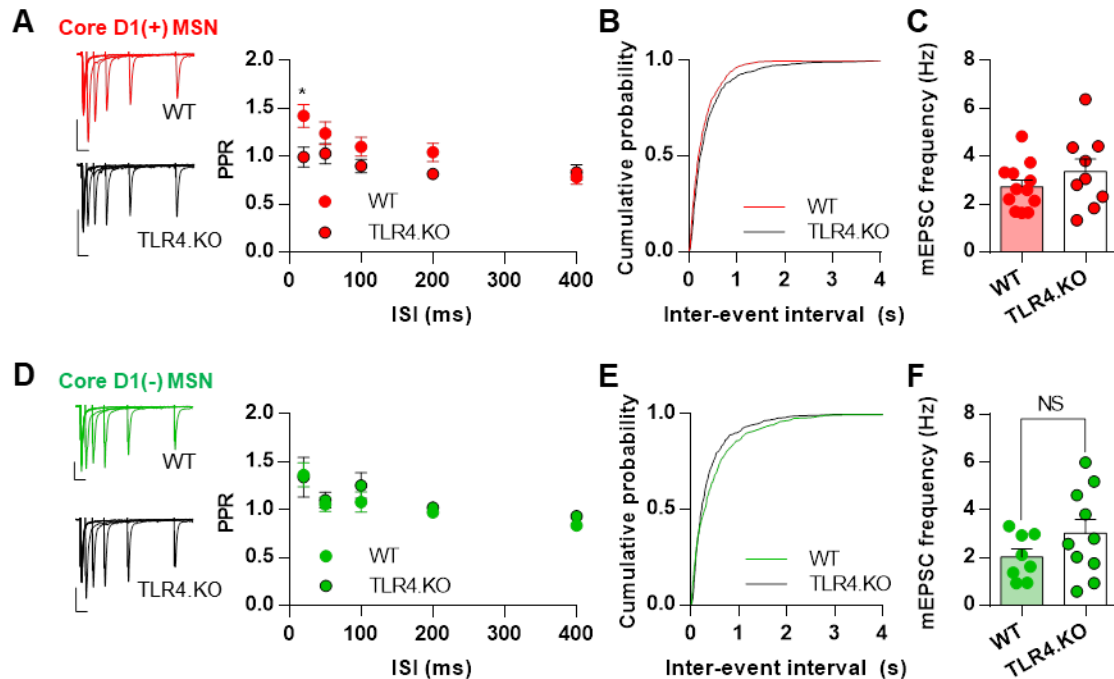 A
Core D1(+) MSN
WT
TLR4.KO
2.0
1.5
1.0
0.5
0.0
PPR
*
WT
TLR4.KO
0 100 200 300 400
ISI (ms)
B
1.0
0.5
0.0
Cumulative probability
WT
TLR4.KO
0 1 2 3 4
Inter-event interval (s)
C
8
6
4
2
0
mEPSC frequency (Hz)
WT
TLR4.KO
D
Core D1(-) MSN
WT
TLR4.KO
2.0
1.5
1.0
0.5
0.0
PPR
WT
TLR4.KO
0 100 200 300 400
ISI (ms)
E
1.0
0.5
0.0
Cumulative probability
WT
TLR4.KO
0 1 2 3 4
Inter-event interval (s)
F
8
6
4
2
0
mEPSC frequency (Hz)
NS
WT
TLR4.KO